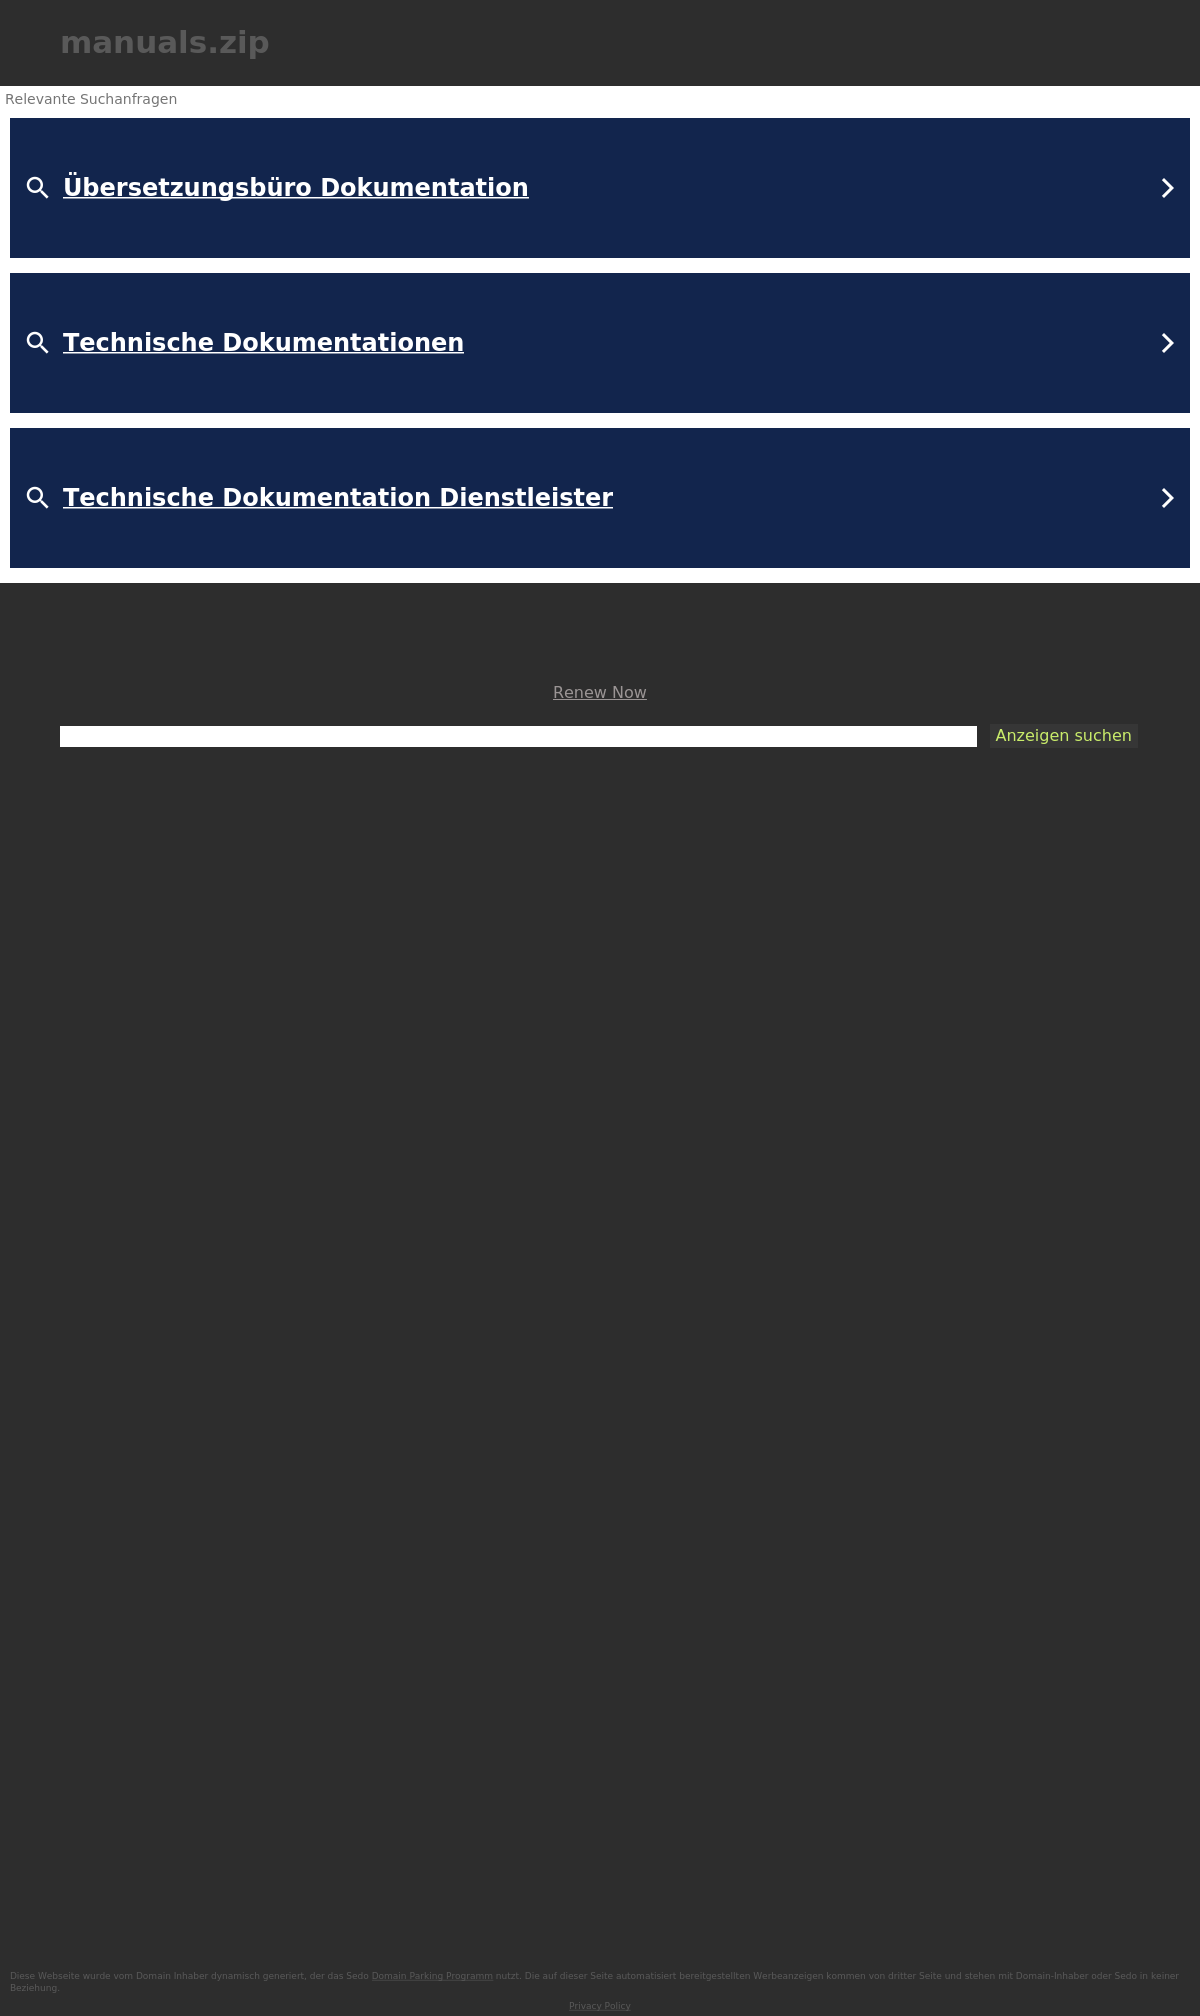 manuals.zip
Relevante Suchanfragen
Übersetzungsbüro Dokumentation
Technische Dokumentationen
Technische Dokumentation Dienstleister
Renew Now
Anzeigen suchen
Diese Webseite wurde vom Domain Inhaber dynamisch generiert, der das Sedo Domain Parking Programm nutzt. Die auf dieser Seite automatisiert bereitgestellten Werbeanzeigen kommen von dritter Seite und stehen mit Domain-Inhaber oder Sedo in keiner
Beziehung.
Privacy Policy